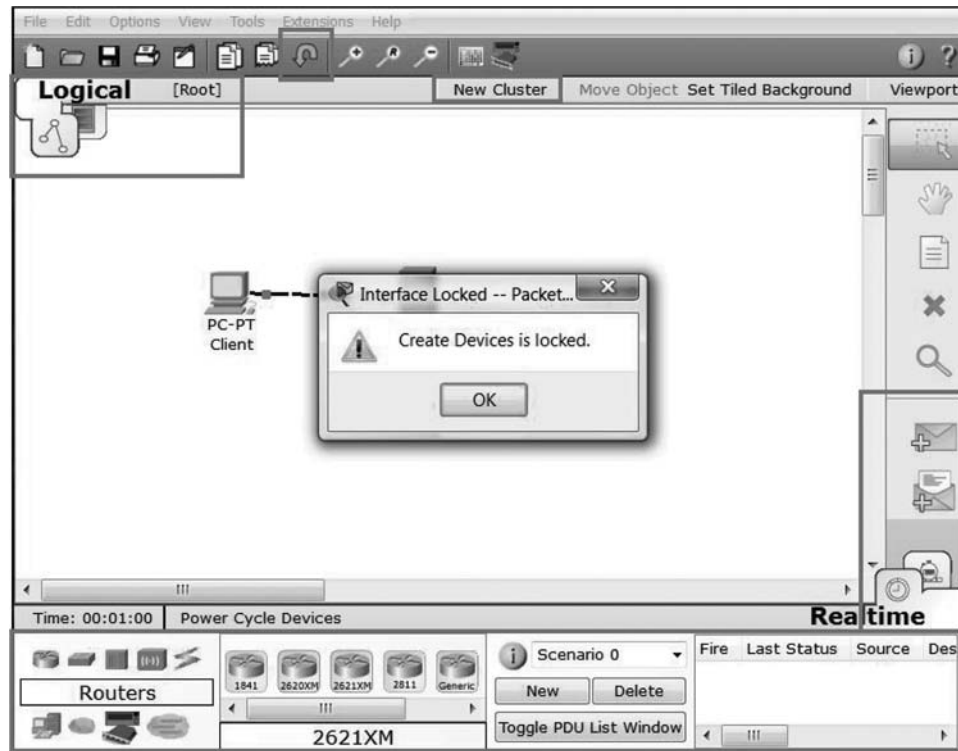 File Edit Options View Tools Extensions Help
Logical [Root] New Cluster Move Object Set Tiled Background Viewport
PC-PT
Client
Interface Locked -- Packet...
Create Devices is locked.
OK
Time: 00:01:00 Power Cycle Devices Realtime
Routers
1841 2620XM 2621XM 2811 Generic
2621XM
Scenario 0
New Delete
Toggle PDU List Window
Fire Last Status Source Des